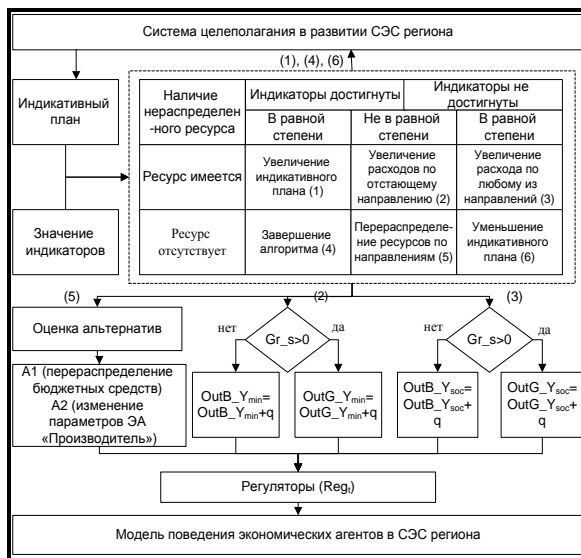 Система целеполагания в развитии СЭС региона
(1), (4), (6)
Индикативный
план
Значение
индикаторов
Наличие
нераспределен
-ного ресурса
Индикаторы достигнуты
Индикаторы не
достигнуты
В равной
степени
Не в равной
степени
В равной
степени
Ресурс имеется
Увеличение
индикативного
плана (1)
Увеличение
расходов по
отстающему
направлению (2)
Увеличение
расхода по
любому из
направлений (3)
Ресурс
отсутствует
Завершение
алгоритма (4)
Перераспределе
ние ресурсов по
направлениям (5)
Уменьшение
индикативного
плана (6)
(5)
(2)
(3)
Оценка альтернатив
А1 (перераспределение
бюджетных средств)
А2 (изменение
параметров ЭА
«Производитель»)
нет
Gr_s>0
да
OutB_Ymin=
OutB_Ymin+q
OutG_Ymin=
OutG_Ymin+q
нет
Gr_s>0
да
OutB_Ysoc=
OutB_Ysoc+
q
OutG_Ysoc=
OutG_Ysoc+
q
Регуляторы (Regt)
Модель поведения экономических агентов в СЭС региона